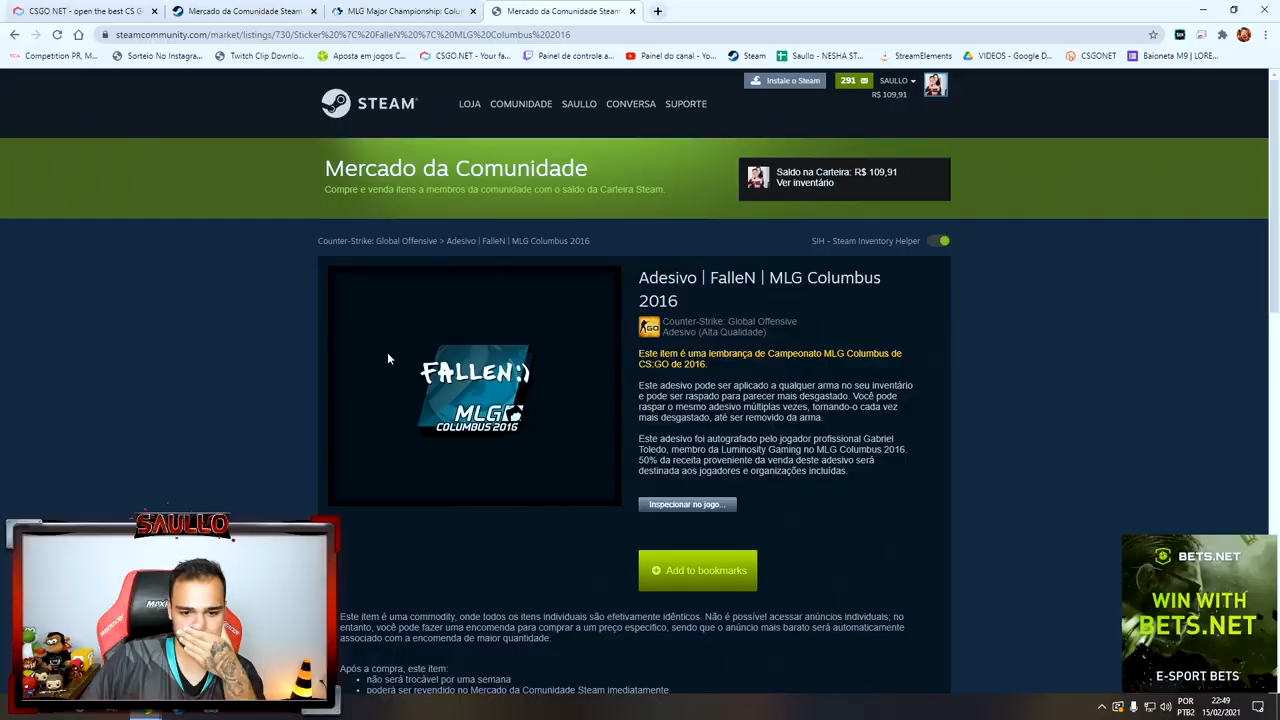 CSGO NET - open the best CS G
Mercado da Comunidade Steam
MLG Major Championship: Colu
Mercado da Comunidade Steam
steamcommunity.com/market/listings/730/Sticker%20%7C%20FalleN%20%7C%20MLG%20Columbus%202016
Competition PR, MG...
Sorteio No Instagra...
Twitch Clip Downlo...
Aposta em jogos C...
CSGO.NET - Cupom...
Painel de controle a...
Painel do canal - Yo...
Steam
Saullo - NESHA ST...
StreamElements
VIDEOS - Google D...
CSGONET
Baioneta M9 | LORE...
STEAM
LOJA COMUNIDADE SAULLO CONVERSA SUPORTE
Instale o Steam
291
SAULLO
R$ 109,91
Mercado da Comunidade
Compre e venda itens a membros da comunidade com o saldo da Carteira Steam.
Saldo na Carteira: R$ 109,91
Ver inventário
Counter-Strike: Global Offensive > Adesivo | FalleN | MLG Columbus 2016
SIH - Steam Inventory Helper
FALLEN:)
MLG
COLUMBUS 2016
Adesivo | FalleN | MLG Columbus
2016
GO
Counter-Strike: Global Offensive
Adesivo (Alta Qualidade)
Este item é uma lembrança de Campeonato MLG Columbus de
CS:GO de 2016.
Este adesivo pode ser aplicado a qualquer arma no seu inventário
e pode ser raspado para parecer mais desgastado. Você pode
raspar o mesmo adesivo múltiplas vezes, tornando-o cada vez
mais desgastado, até ser removido da arma.
Este adesivo foi autografado pelo jogador profissional Gabriel
Toledo, membro da Luminosity Gaming no MLG Columbus 2016.
50% da receita proveniente da venda deste adesivo será
destinada aos jogadores e organizações incluídas.
Inspecionar no jogo...
Add to bookmarks
Este item é uma commodity, onde todos os itens individuais são efetivamente idênticos. Não é possível acessar anúncios individuais; no
entanto, você pode fazer uma encomenda para comprar a um preço específico, sendo que o anúncio mais barato será automaticamente
associado com a encomenda de maior quantidade.
Após a compra, este item:
não será trocável por uma semana
poderá ser revendido no Mercado da Comunidade Steam imediatamente
SAULLO
BETS.NET
WIN WITH
BETS.NET
E-SPORT BETS
POR
PTB2
22:49
15/02/2021